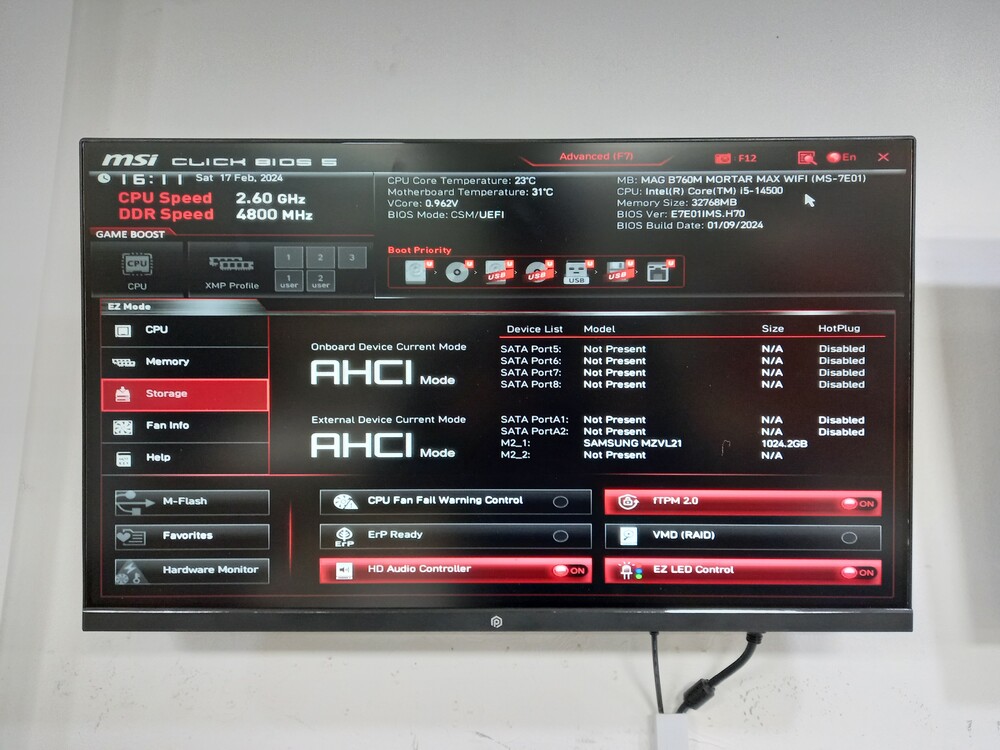 msi CLICK BIOS 5
Advanced (F7)
F12
En
X
16:11 Sat 17 Feb, 2024
CPU Speed 2.60 GHz
DDR Speed 4800 MHz
CPU Core Temperature: 23°C
Motherboard Temperature: 31°C
VCore: 0.962V
BIOS Mode: CSM/UEFI
MB: MAG B760M MORTAR MAX WIFI (MS-7E01)
CPU: Intel(R) Core(TM) i5-14500
Memory Size: 32768MB
BIOS Ver: E7E01IMS.H70
BIOS Build Date: 01/09/2024
GAME BOOST
CPU
CPU
XMP Profile
1 2 3
1 user 2 user
Boot Priority
U U U U U U U
USB USB USB USB
EZ Mode
CPU
Memory
Storage
Fan Info
Help
Onboard Device Current Mode
AHCI Mode
External Device Current Mode
AHCI Mode
Device List Model Size HotPlug
SATA Port5: Not Present N/A Disabled
SATA Port6: Not Present N/A Disabled
SATA Port7: Not Present N/A Disabled
SATA Port8: Not Present N/A Disabled
SATA PortA1: Not Present N/A Disabled
SATA PortA2: Not Present N/A Disabled
M2_1: SAMSUNG MZVL21 1024.2GB
M2_2: Not Present N/A
M-Flash
Favorites
Hardware Monitor
CPU Fan Fail Warning Control
ErP ErP Ready
HD Audio Controller ON
fTPM 2.0 ON
VMD (RAID)
EZ LED Control ON